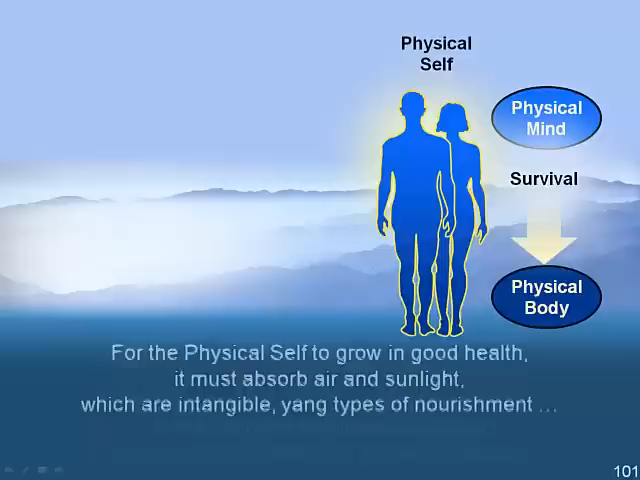 Physical
Self
Physical
Mind
Survival
Physical
Body
For the Physical Self to grow in good health,
it must absorb air and sunlight,
which are intangible, yang types of nourishment ...
101